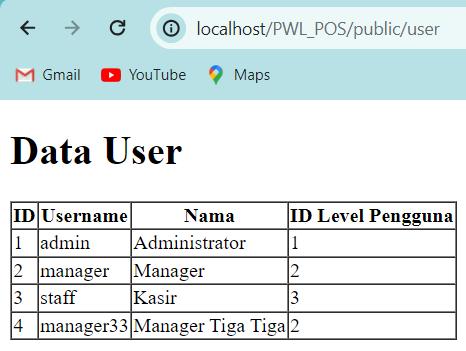 localhost/PWL_POS/public/user
Gmail YouTube Maps
Data User
ID Username Nama ID Level Pengguna
1 admin Administrator 1
2 manager Manager 2
3 staff Kasir 3
4 manager33 Manager Tiga Tiga 2